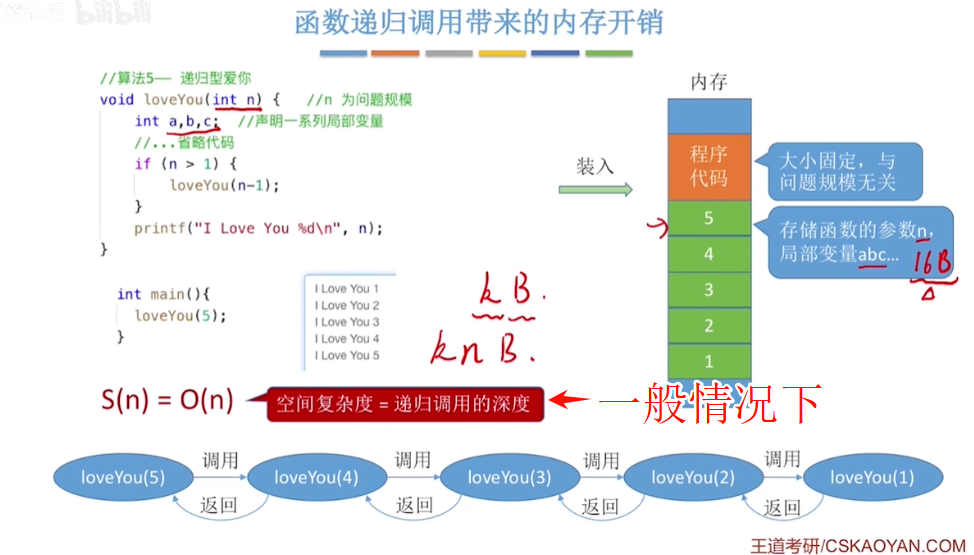 bilibili
函数递归调用带来的内存开销
//算法5—— 递归型爱你
void loveYou(int n) {   //n 为问题规模
int a,b,c;  //声明一系列局部变量
//...省略代码
if (n > 1) {
loveYou(n-1);
}
printf("I Love You %d\n", n);
}
int main(){
loveYou(5);
}
I Love You 1
I Love You 2
I Love You 3
I Love You 4
I Love You 5
k B.
kn B.
装入
内存
程序
代码
5
4
3
2
1
大小固定，与
问题规模无关
存储函数的参数n,
局部变量abc...
16B
S(n) = O(n)
空间复杂度 = 递归调用的深度
一般情况下
loveYou(5)
调用
返回
loveYou(4)
调用
返回
loveYou(3)
调用
返回
loveYou(2)
调用
返回
loveYou(1)
王道考研/CSKAOYAN.COM